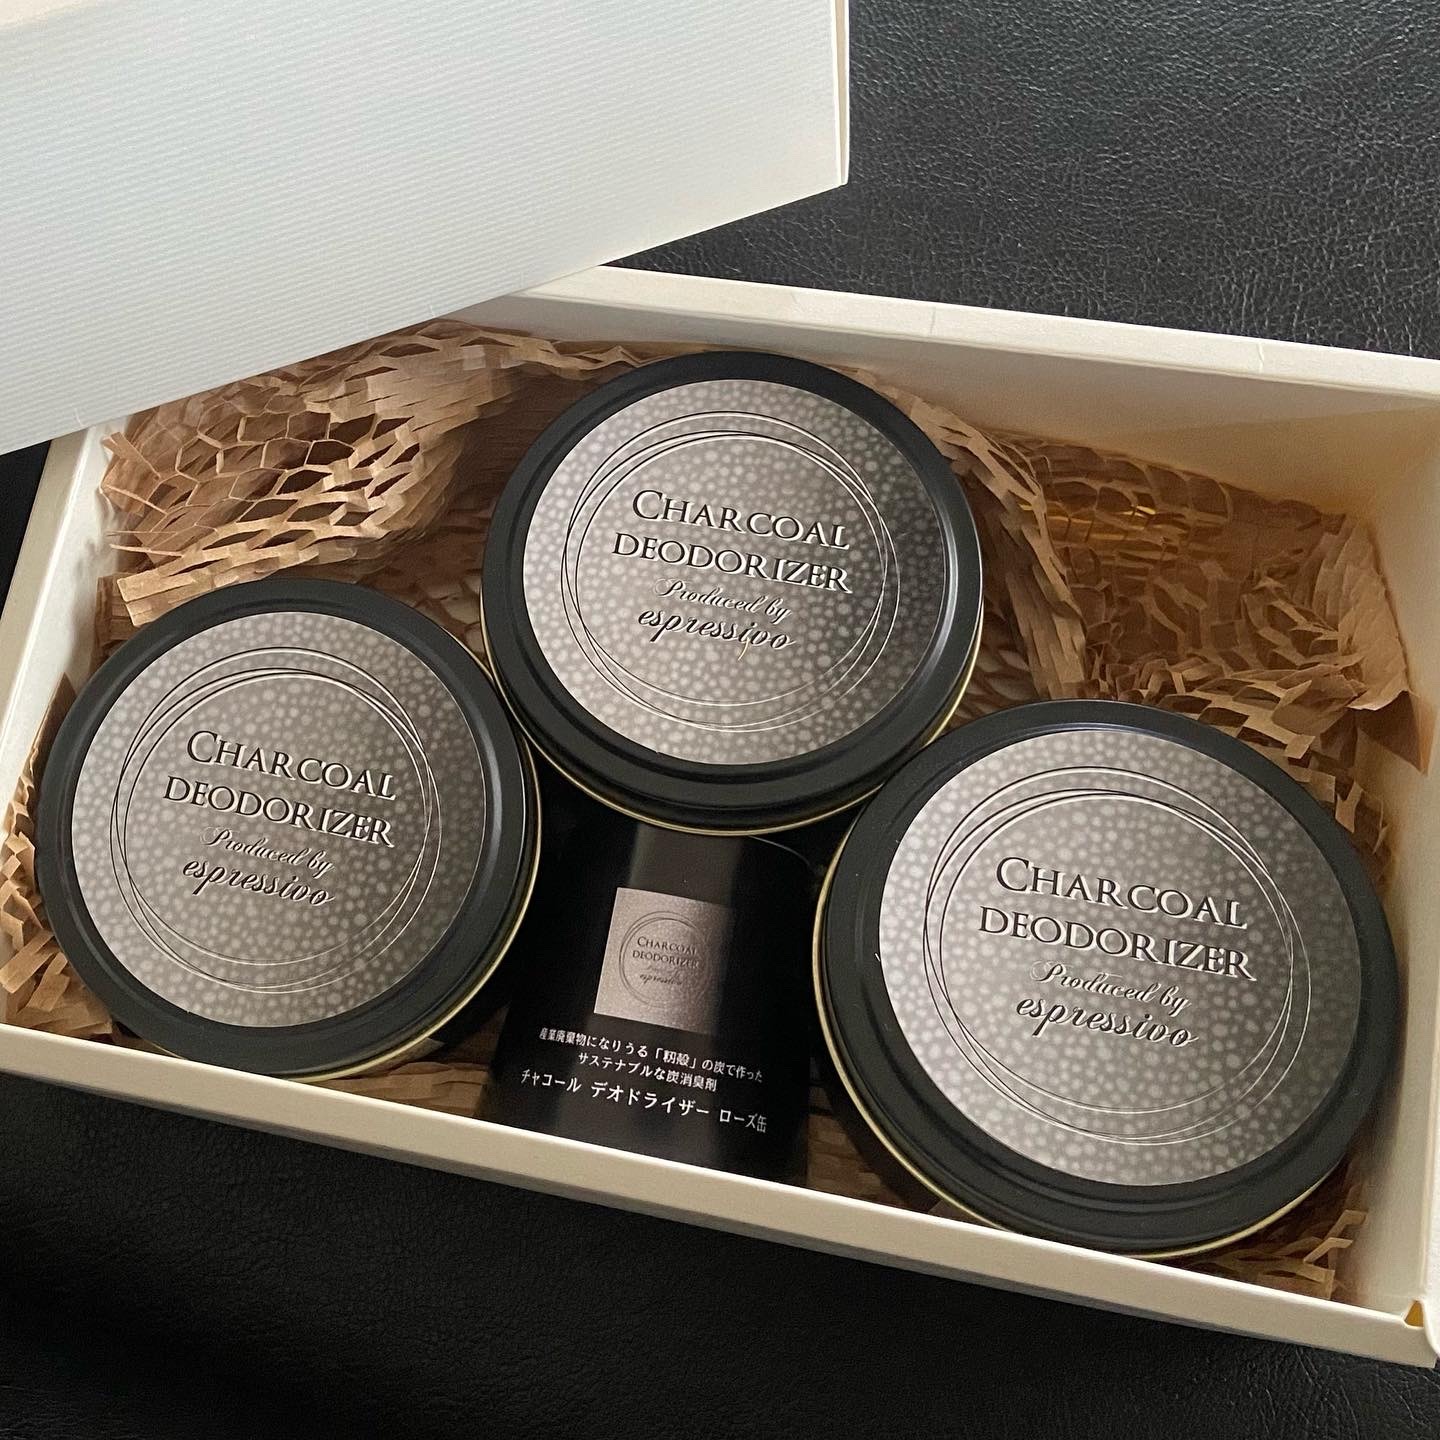 CHARCOAL
DEODORIZER
Produced by
espressivo
CHARCOAL
DEODORIZER
Produced by
espressivo
CHARCOAL
DEODORIZER
Produced by
espressivo
CHARCOAL
DEODORIZER
espressivo
産業廃棄物になりうる「籾殻」の炭で作った
サステナブルな炭消臭剤
チャコール デオドライザー ローズ缶